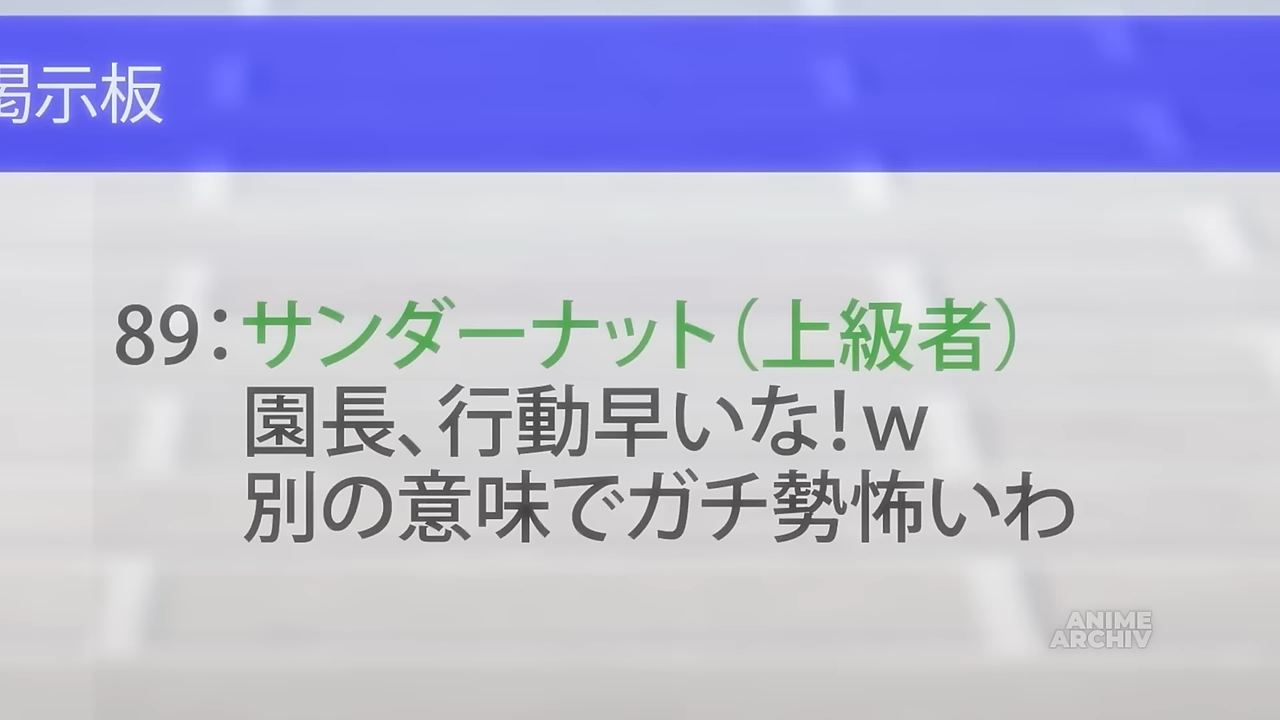 掲示板
89：サンダーナット（上級者）
園長、行動早いな！ｗ
別の意味でガチ勢怖いわ
ANIME
ARCHIV